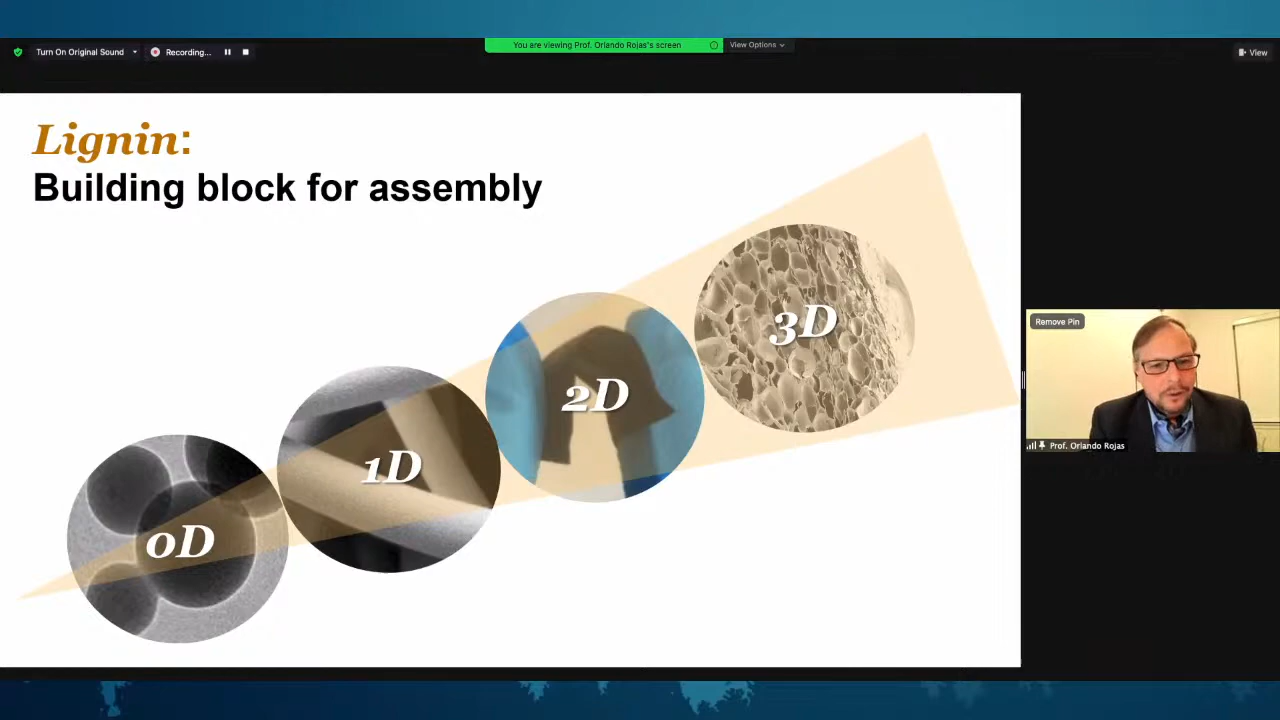 Turn On Original Sound
Recording...
You are viewing Prof. Orlando Rojas's screen
View Options
View
Lignin:
Building block for assembly
3D
2D
1D
0D
Remove Pin
Prof. Orlando Rojas